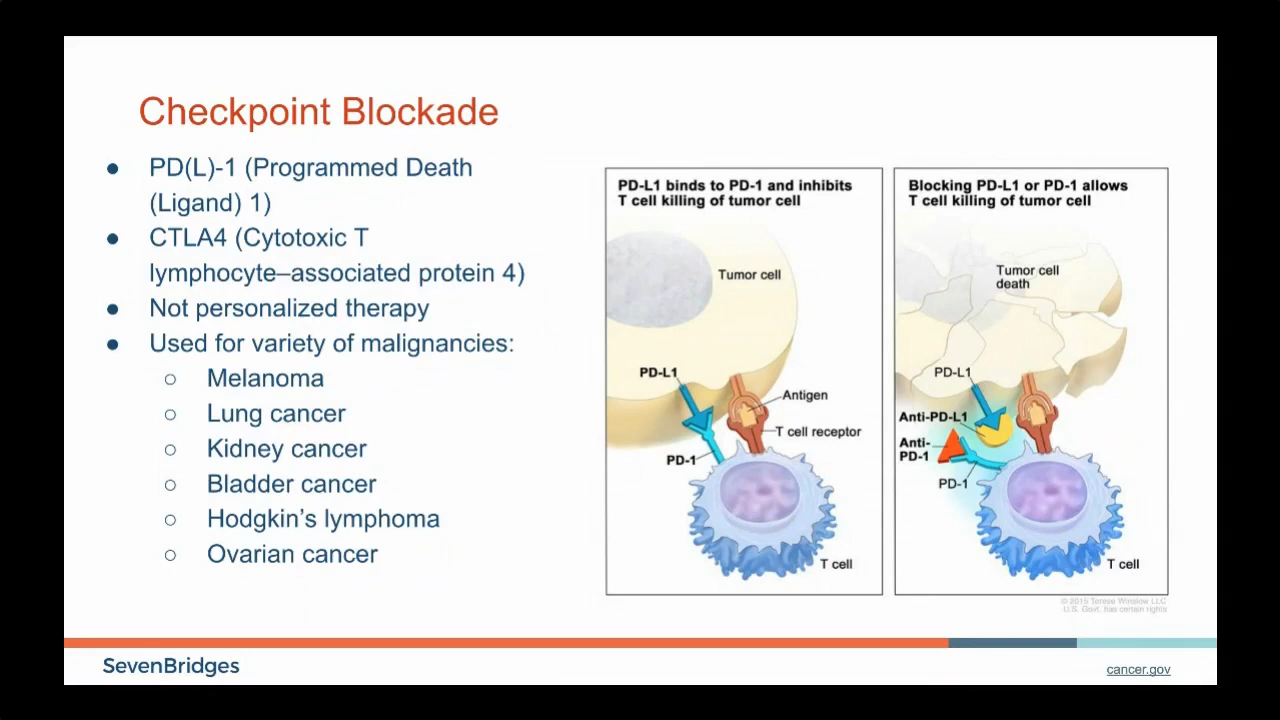 Checkpoint Blockade
● PD(L)-1 (Programmed Death
(Ligand) 1)
● CTLA4 (Cytotoxic T
lymphocyte–associated protein 4)
● Not personalized therapy
● Used for variety of malignancies:
○ Melanoma
○ Lung cancer
○ Kidney cancer
○ Bladder cancer
○ Hodgkin’s lymphoma
○ Ovarian cancer
PD-L1 binds to PD-1 and inhibits
T cell killing of tumor cell
Tumor cell
PD-L1
Antigen
T cell receptor
PD-1
T cell
Blocking PD-L1 or PD-1 allows
T cell killing of tumor cell
Tumor cell
death
PD-L1
Anti-PD-L1
Anti-
PD-1
PD-1
T cell
© 2015 Terese Winslow LLC
U.S. Govt. has certain rights
SevenBridges
cancer.gov